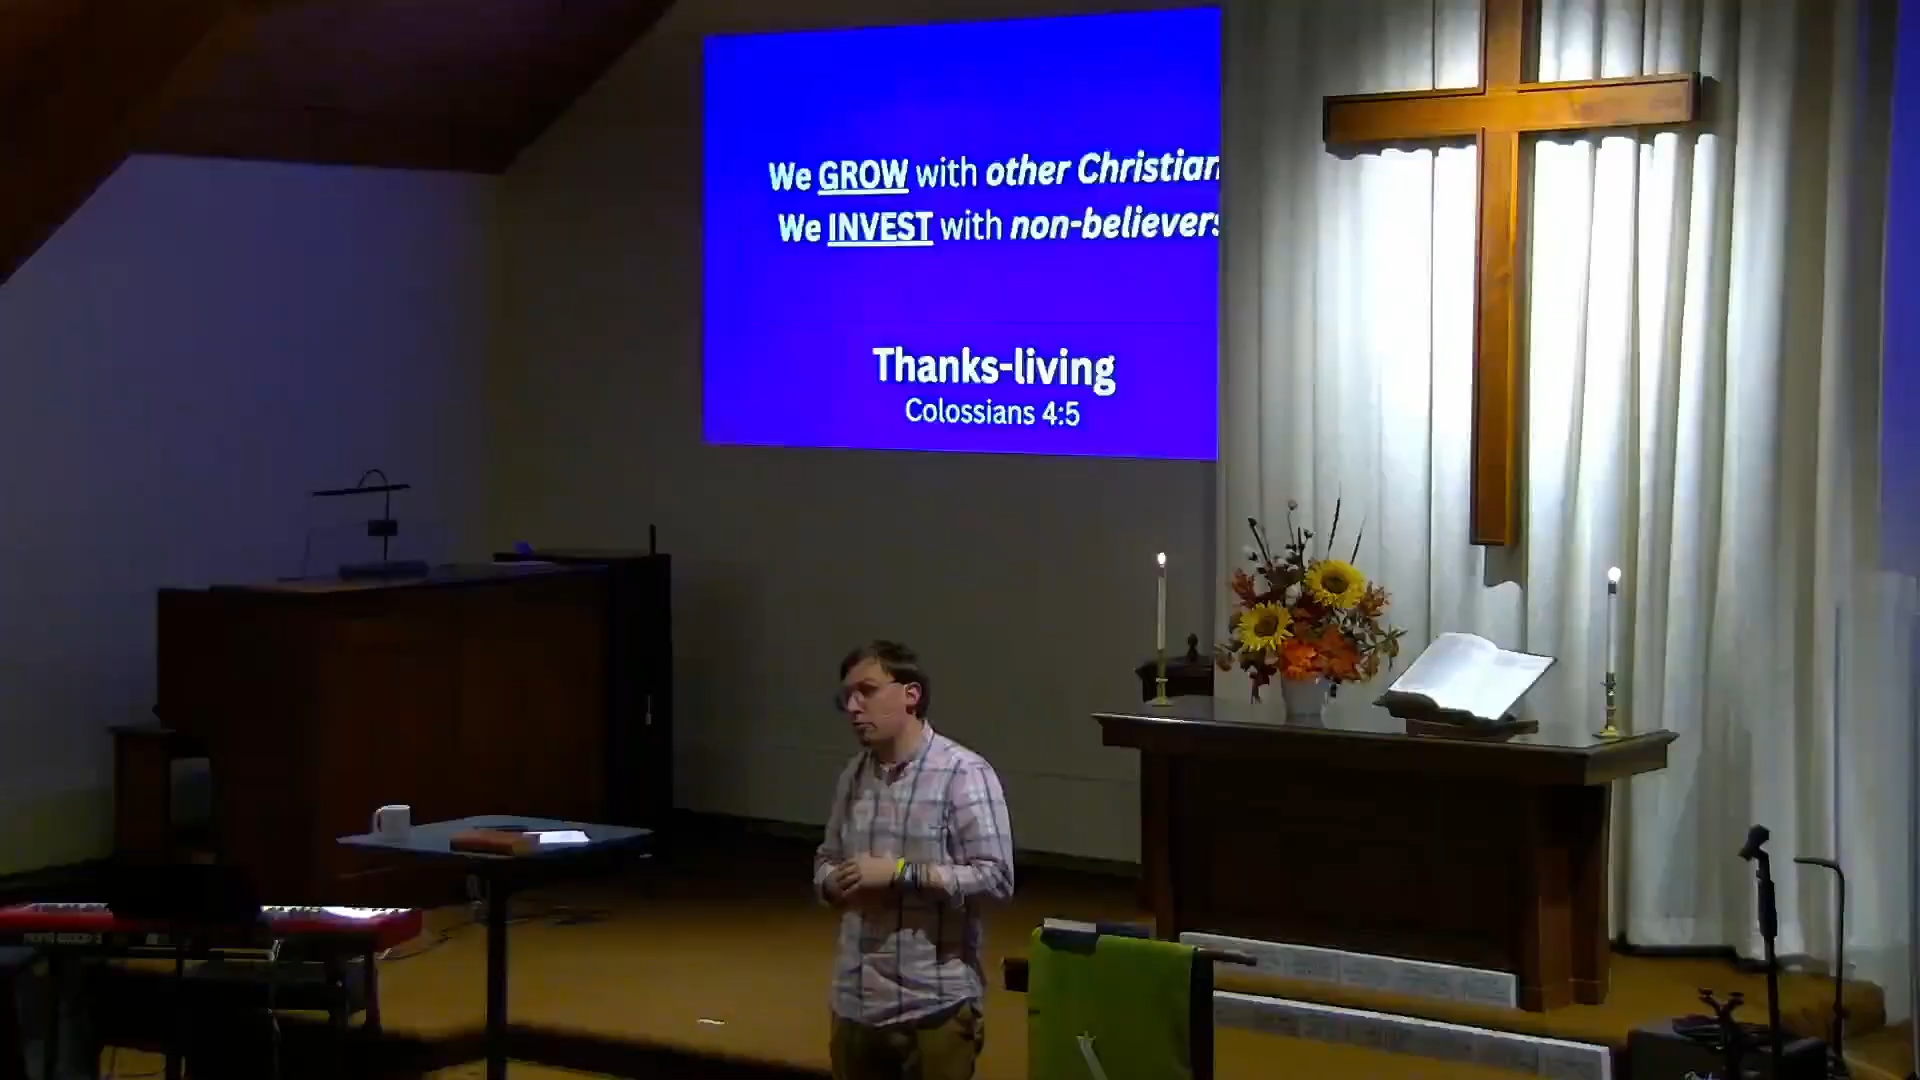 We GROW with other Christian
We INVEST with non-believers
Thanks-living
Colossians 4:5